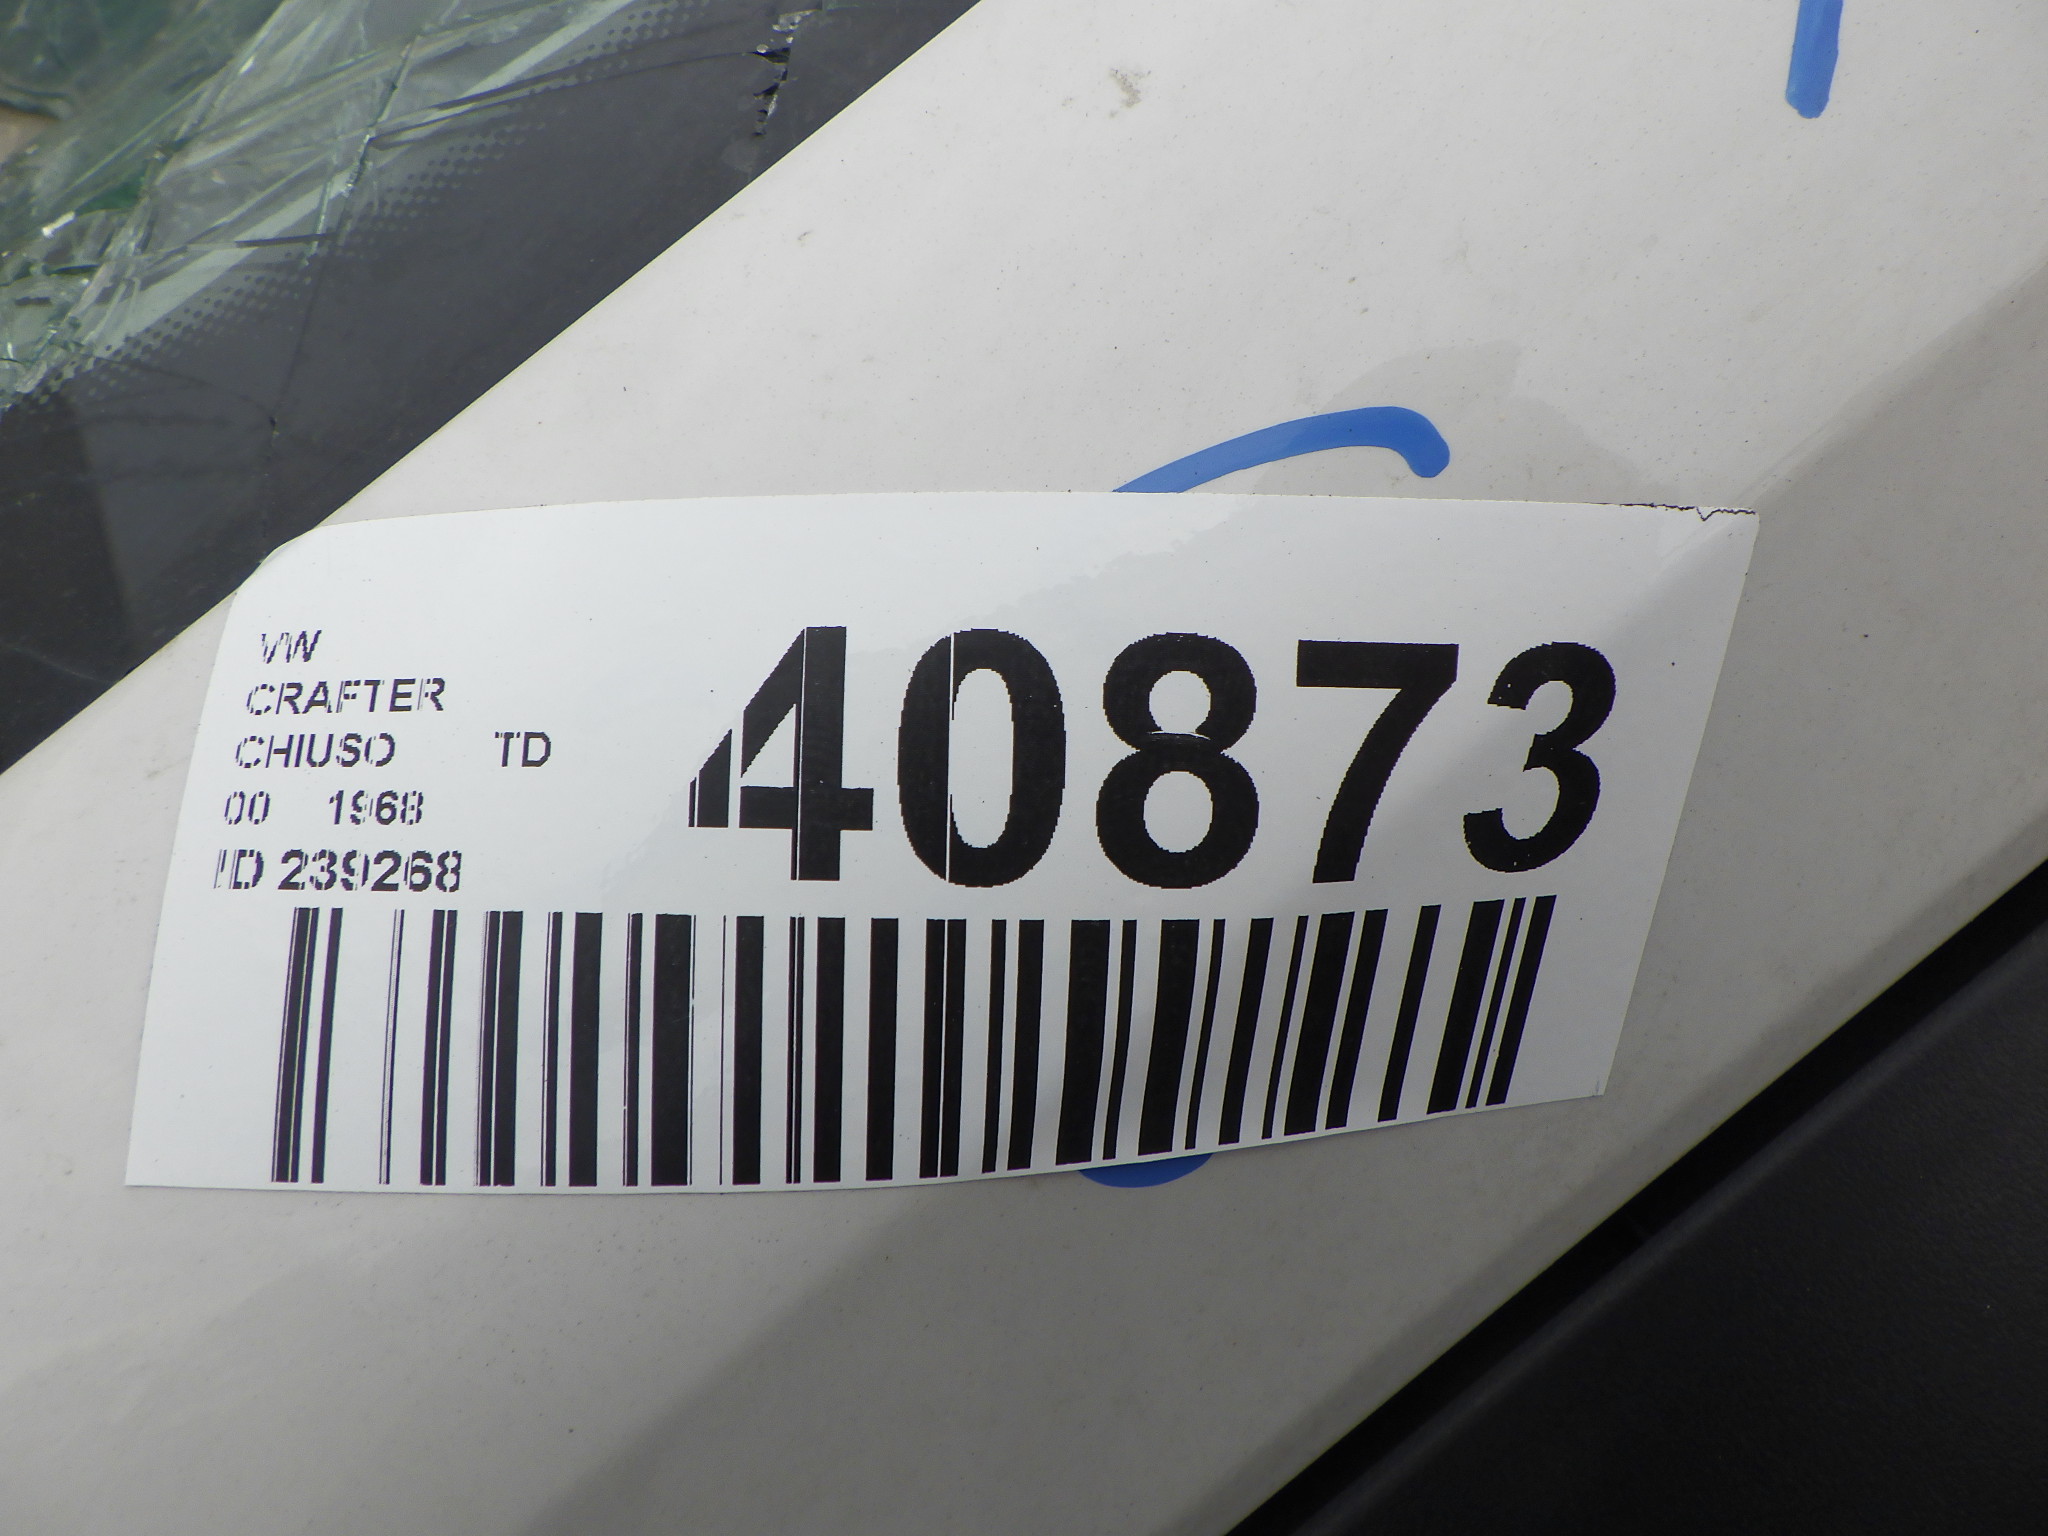 VW
CRAFTER
CHIUSO TD
00 1968
ID 239268
40873